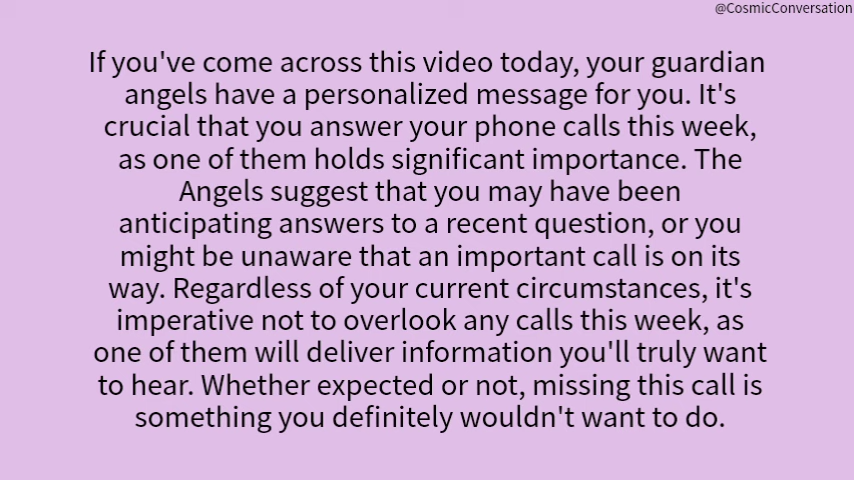 @CosmicConversation
If you've come across this video today, your guardian
angels have a personalized message for you. It's
crucial that you answer your phone calls this week,
as one of them holds significant importance. The
Angels suggest that you may have been
anticipating answers to a recent question, or you
might be unaware that an important call is on its
way. Regardless of your current circumstances, it's
imperative not to overlook any calls this week, as
one of them will deliver information you'll truly want
to hear. Whether expected or not, missing this call is
something you definitely wouldn't want to do.